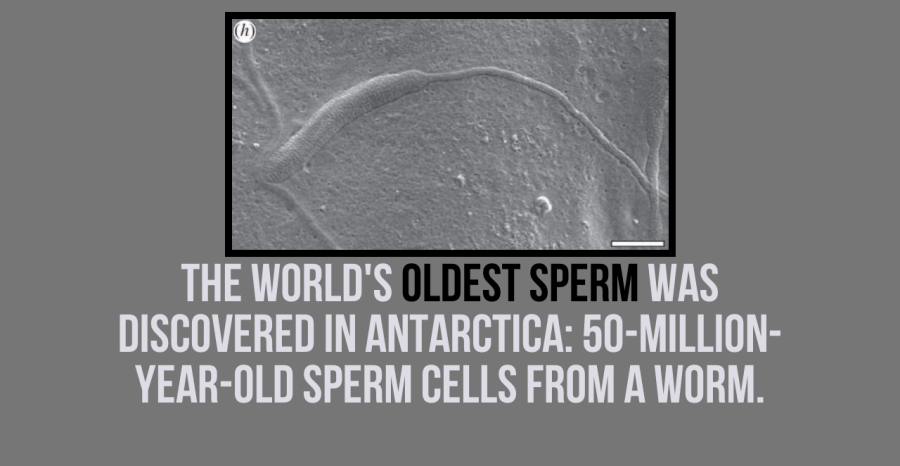 (h)
THE WORLD'S OLDEST SPERM WAS
DISCOVERED IN ANTARCTICA: 50-MILLION-
YEAR-OLD SPERM CELLS FROM A WORM.